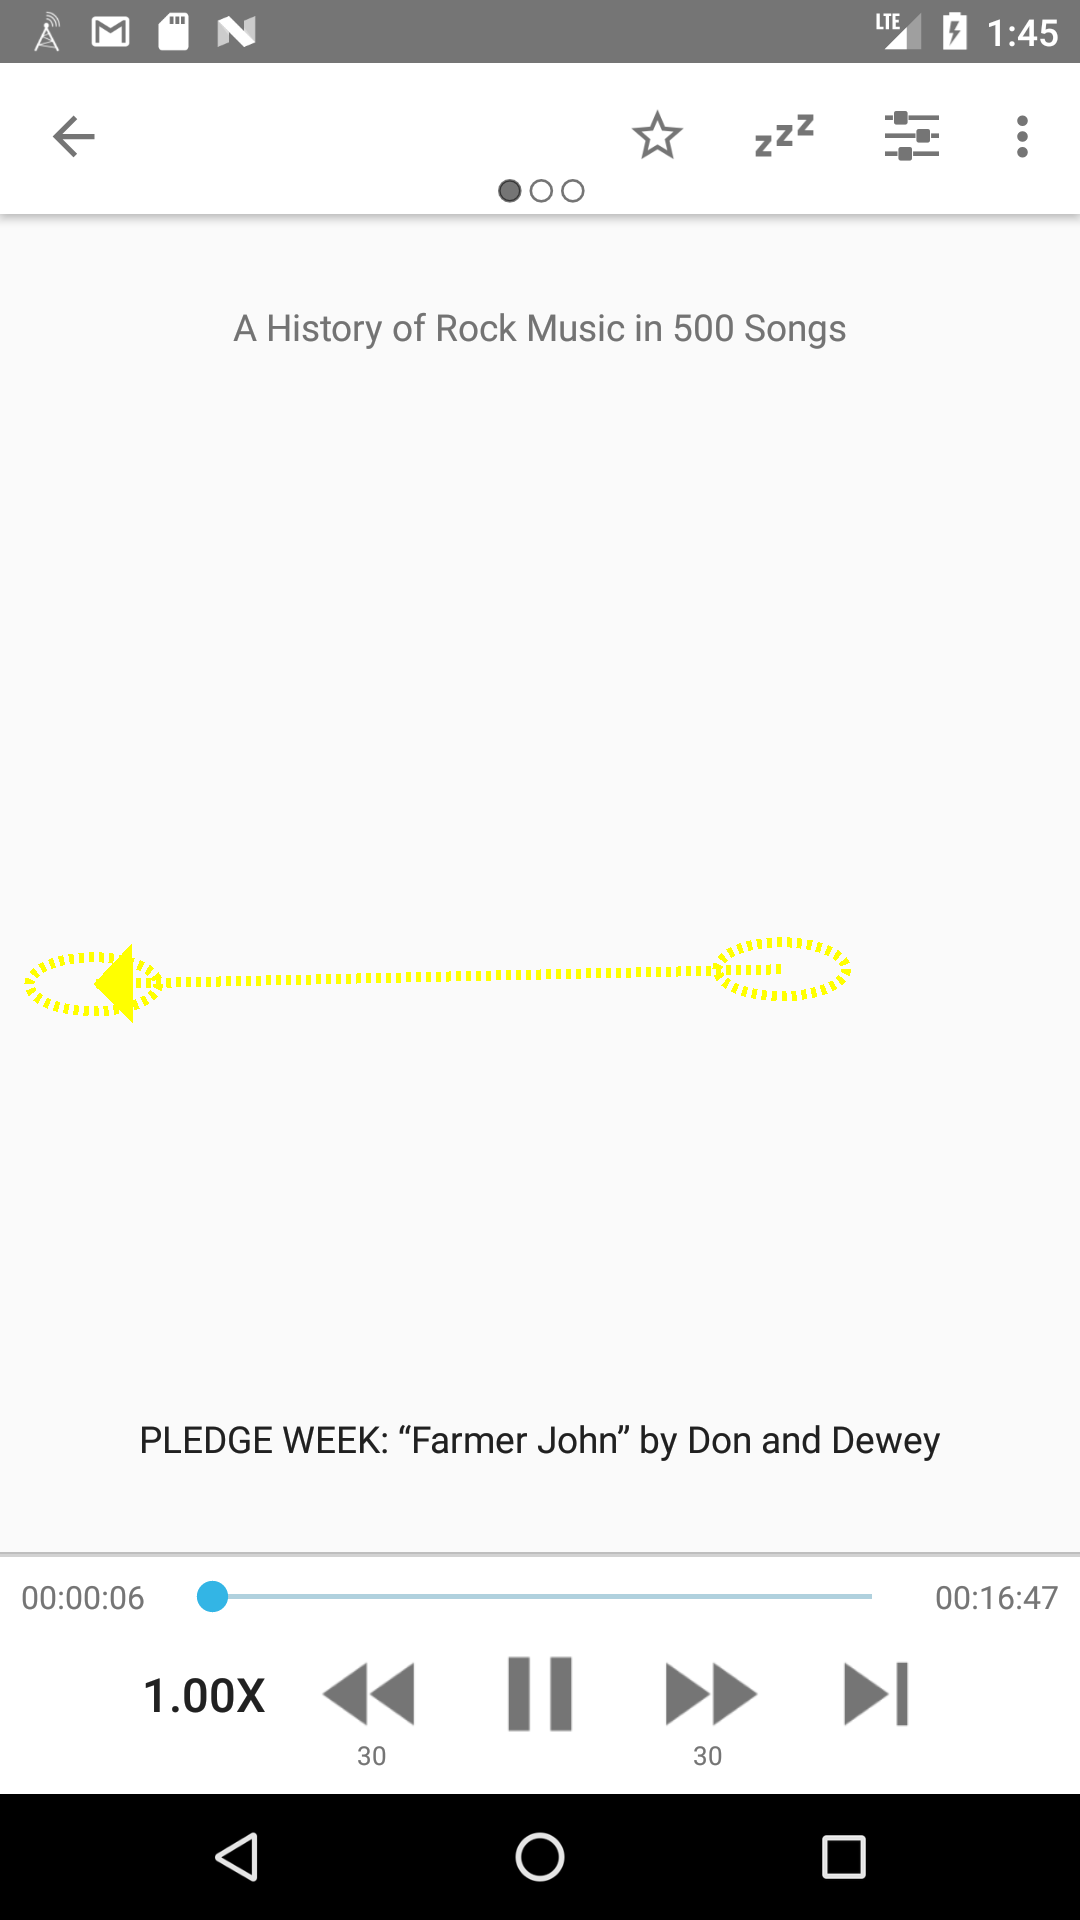 LTE 1:45
zzz
A History of Rock Music in 500 Songs
PLEDGE WEEK: “Farmer John” by Don and Dewey
00:00:06 00:16:47
1.00X
30 30